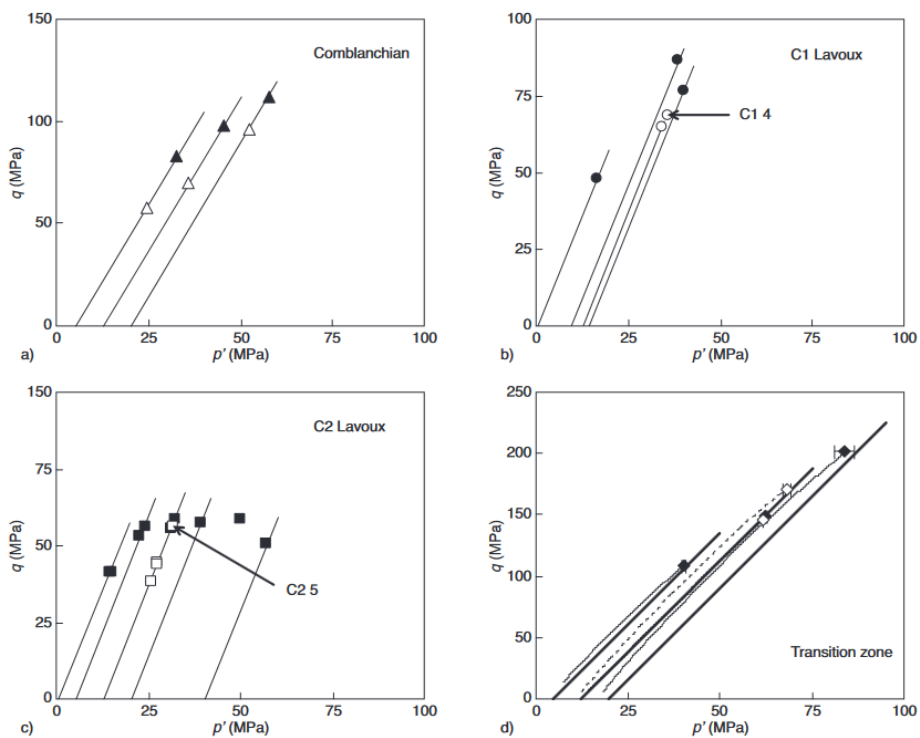 150
Comblanchian
100
q (MPa)
50
0
0 25 50 75 100
a) p' (MPa)
100
C1 Lavoux
75
C1 4
q (MPa)
50
25
0
0 25 50 75 100
b) p' (MPa)
150
C2 Lavoux
75
q (MPa)
50
C2 5
25
0
0 25 50 75 100
c) p' (MPa)
250
200
150
q (MPa)
100
50
Transition zone
0
0 25 50 75 100
d) p' (MPa)